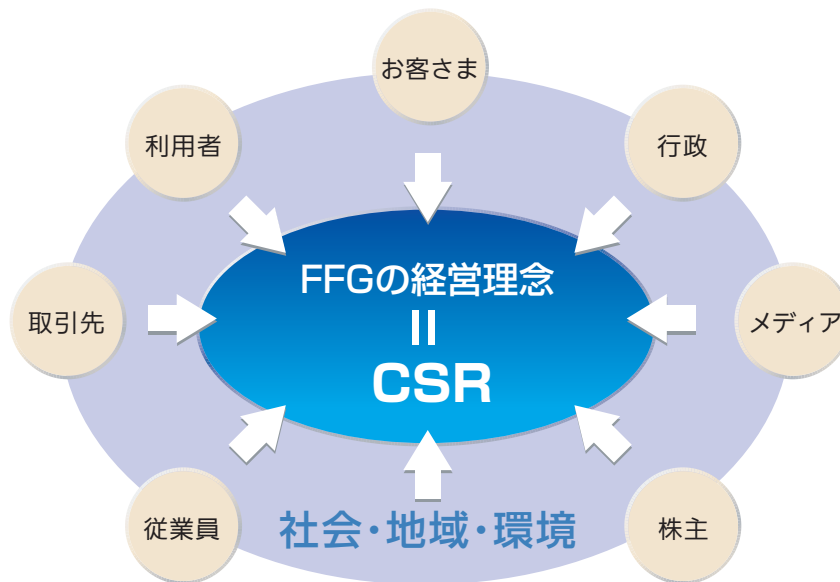 お客さま
利用者
行政
FFGの経営理念
=
CSR
取引先
メディア
従業員
社会・地域・環境
株主